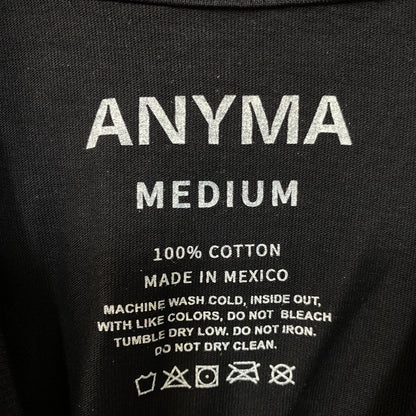 ANYMA
MEDIUM
100% COTTON
MADE IN MEXICO
MACHINE WASH COLD, INSIDE OUT,
WITH LIKE COLORS, DO NOT BLEACH
TUMBLE DRY LOW. DO NOT IRON.
DO NOT DRY CLEAN.